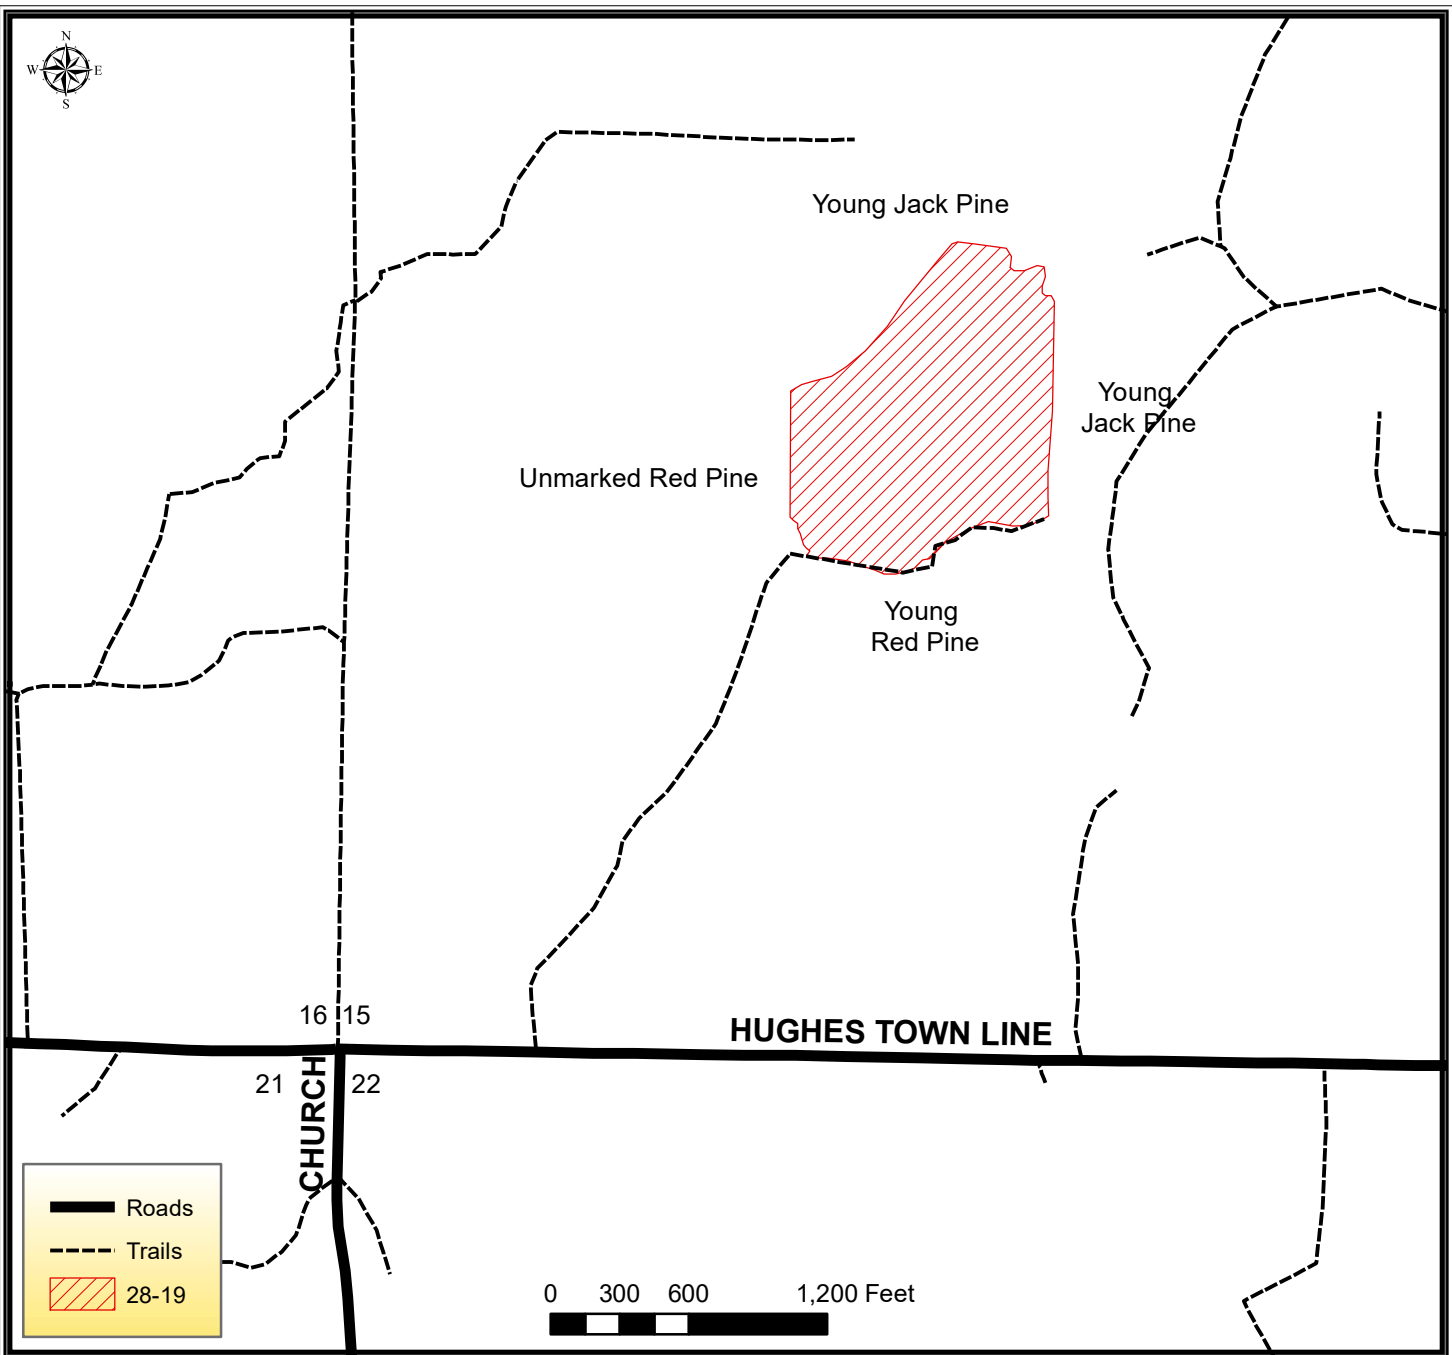 N
W E
S
Young Jack Pine
Young
Jack Pine
Unmarked Red Pine
Young
Red Pine
16 15
HUGHES TOWN LINE
21 22
CHURCH
Roads
Trails
28-19
0 300 600 1,200 Feet